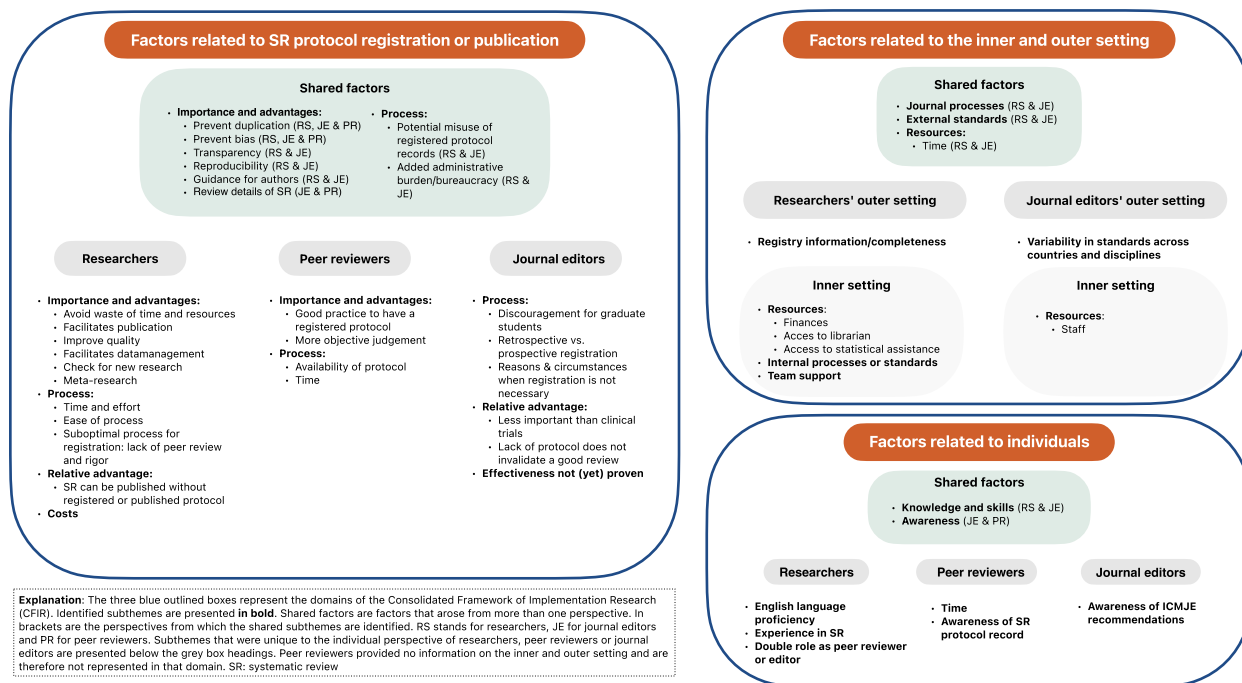 Factors related to SR protocol registration or publication
Shared factors
• Importance and advantages:
• Prevent duplication (RS, JE & PR)
• Prevent bias (RS, JE & PR)
• Transparency (RS & JE)
• Reproducibility (RS & JE)
• Guidance for authors (RS & JE)
• Review details of SR (JE & PR)
• Process:
• Potential misuse of
registered protocol
records (RS & JE)
• Added administrative
burden/bureaucracy (RS &
JE)
Researchers
• Importance and advantages:
• Avoid waste of time and resources
• Facilitates publication
• Improve quality
• Facilitates datamanagement
• Check for new research
• Meta-research
• Process:
• Time and effort
• Ease of process
• Suboptimal process for
registration: lack of peer review
and rigor
• Relative advantage:
• SR can be published without
registered or published protocol
• Costs
Peer reviewers
• Importance and advantages:
• Good practice to have a
registered protocol
• More objective judgement
• Process:
• Availability of protocol
• Time
Journal editors
• Process:
• Discouragement for graduate
students
• Retrospective vs.
prospective registration
• Reasons & circumstances
when registration is not
necessary
• Relative advantage:
• Less important than clinical
trials
• Lack of protocol does not
invalidate a good review
• Effectiveness not (yet) proven
Explanation: The three blue outlined boxes represent the domains of the Consolidated Framework of Implementation Research
(CFIR). Identified subthemes are presented in bold. Shared factors are factors that arose from more than one perspective. In
brackets are the perspectives from which the shared subthemes are identified. RS stands for researchers, JE for journal editors
and PR for peer reviewers. Subthemes that were unique to the individual perspective of researchers, peer reviewers or journal
editors are presented below the grey box headings. Peer reviewers provided no information on the inner and outer setting and are
therefore not represented in that domain. SR: systematic review
Factors related to the inner and outer setting
Shared factors
• Journal processes (RS & JE)
• External standards (RS & JE)
• Resources:
• Time (RS & JE)
Researchers' outer setting
• Registry information/completeness
Inner setting
• Resources:
• Finances
• Acces to librarian
• Access to statistical assistance
• Internal processes or standards
• Team support
Journal editors' outer setting
• Variability in standards across
countries and disciplines
Inner setting
• Resources:
• Staff
Factors related to individuals
Shared factors
• Knowledge and skills (RS & JE)
• Awareness (JE & PR)
Researchers
• English language
proficiency
• Experience in SR
• Double role as peer reviewer
or editor
Peer reviewers
• Time
• Awareness of SR
protocol record
Journal editors
• Awareness of ICMJE
recommendations